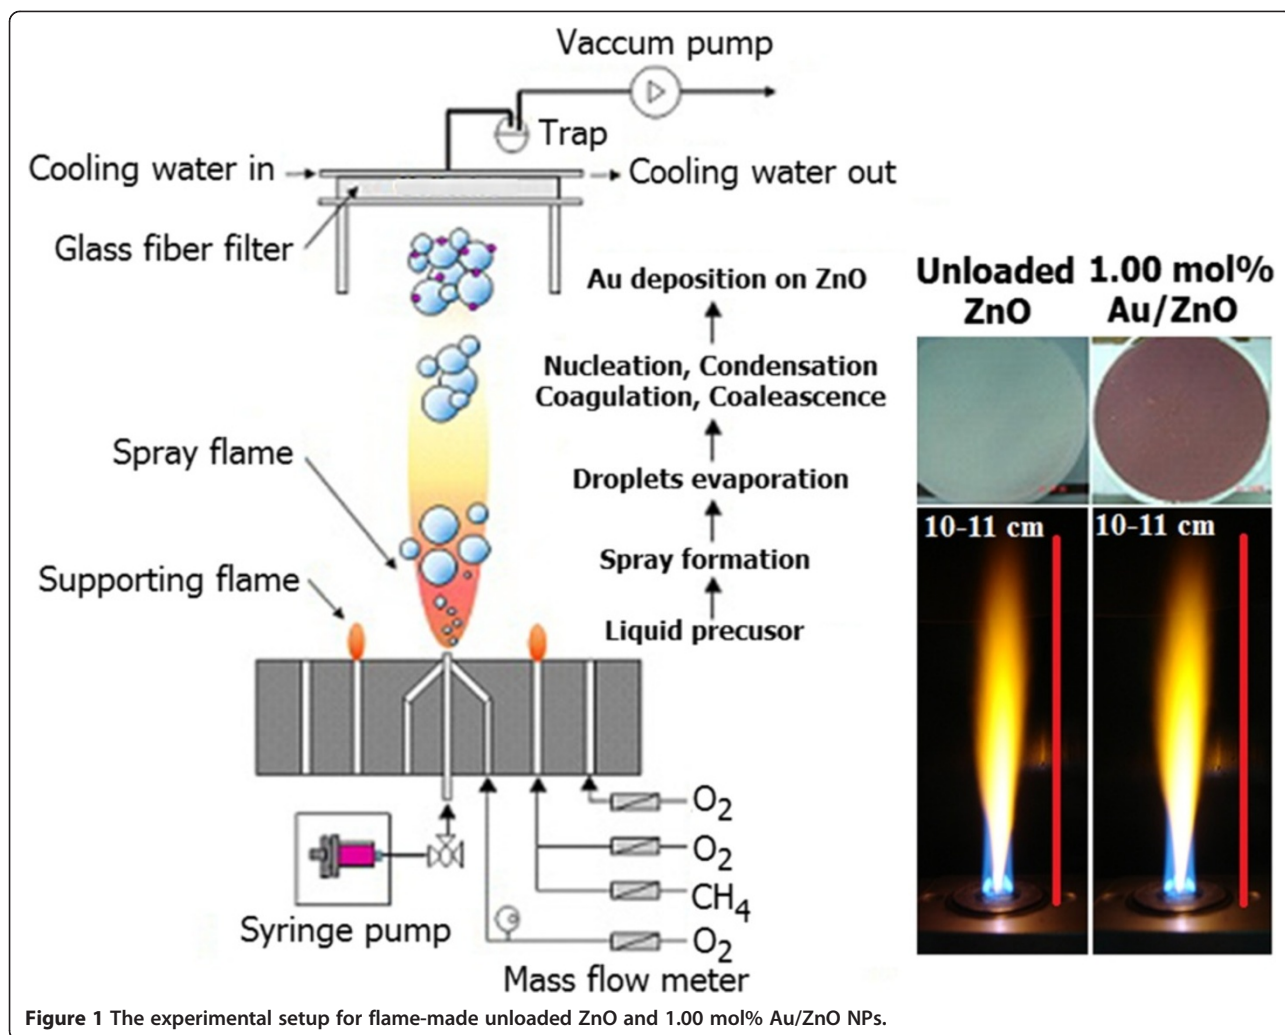 Vaccum pump
Trap
Cooling water in
Cooling water out
Glass fiber filter
Au deposition on ZnO
Nucleation, Condensation
Coagulation, Coaleascence
Droplets evaporation
Spray formation
Liquid precusor
Spray flame
Supporting flame
Unloaded
ZnO
1.00 mol%
Au/ZnO
10-11 cm
10-11 cm
O2
O2
CH4
O2
Syringe pump
Mass flow meter
Figure 1 The experimental setup for flame-made unloaded ZnO and 1.00 mol% Au/ZnO NPs.